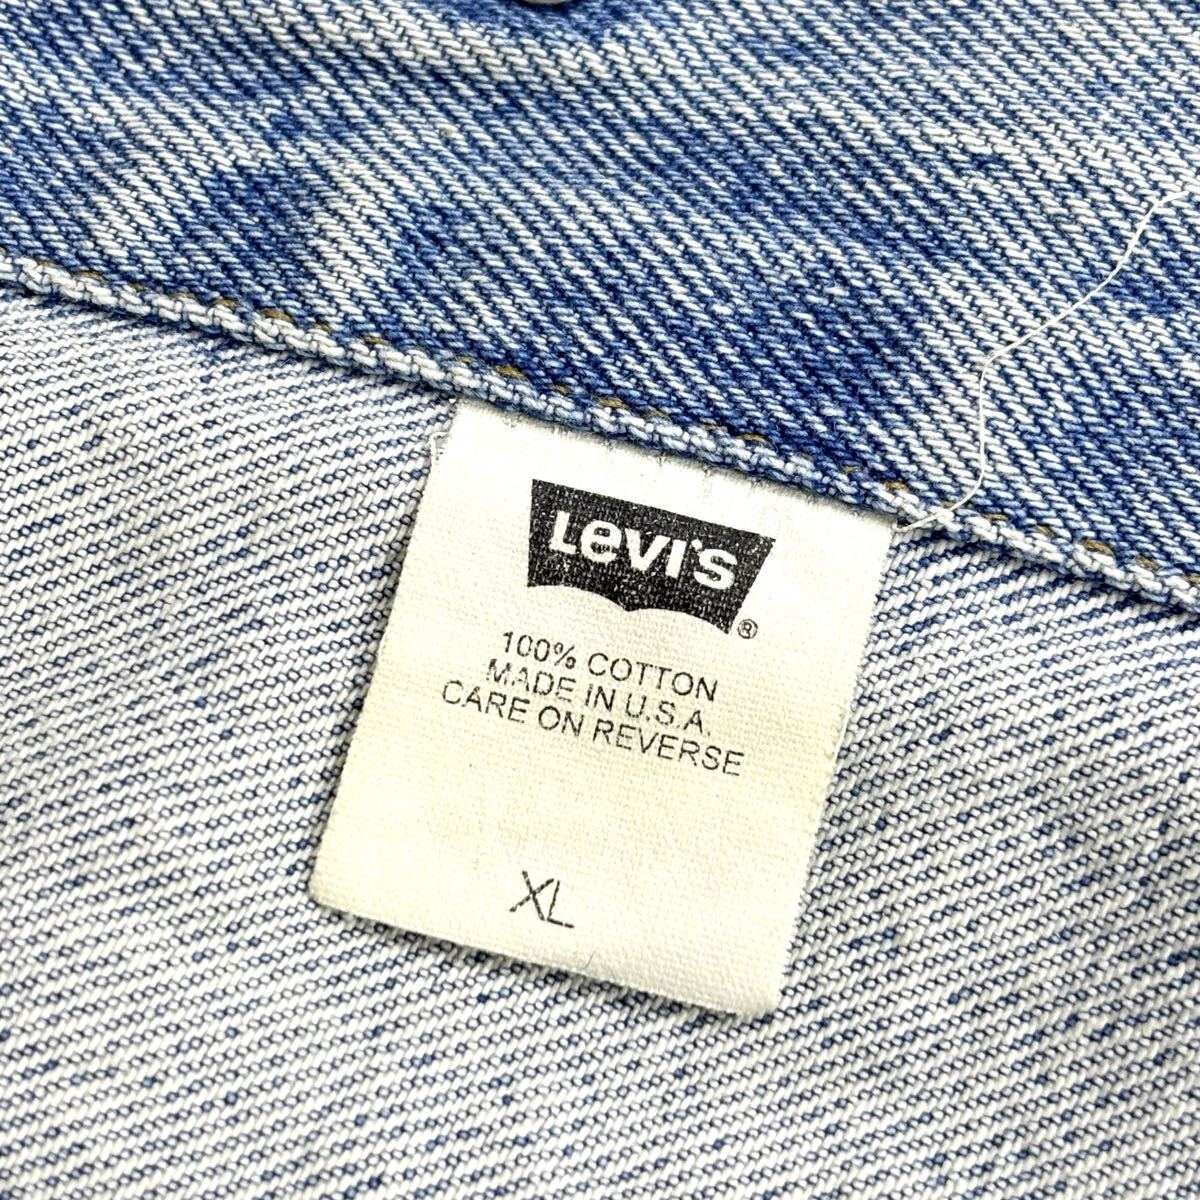 Levi's ®
100% COTTON
MADE IN U.S.A.
CARE ON REVERSE
XL